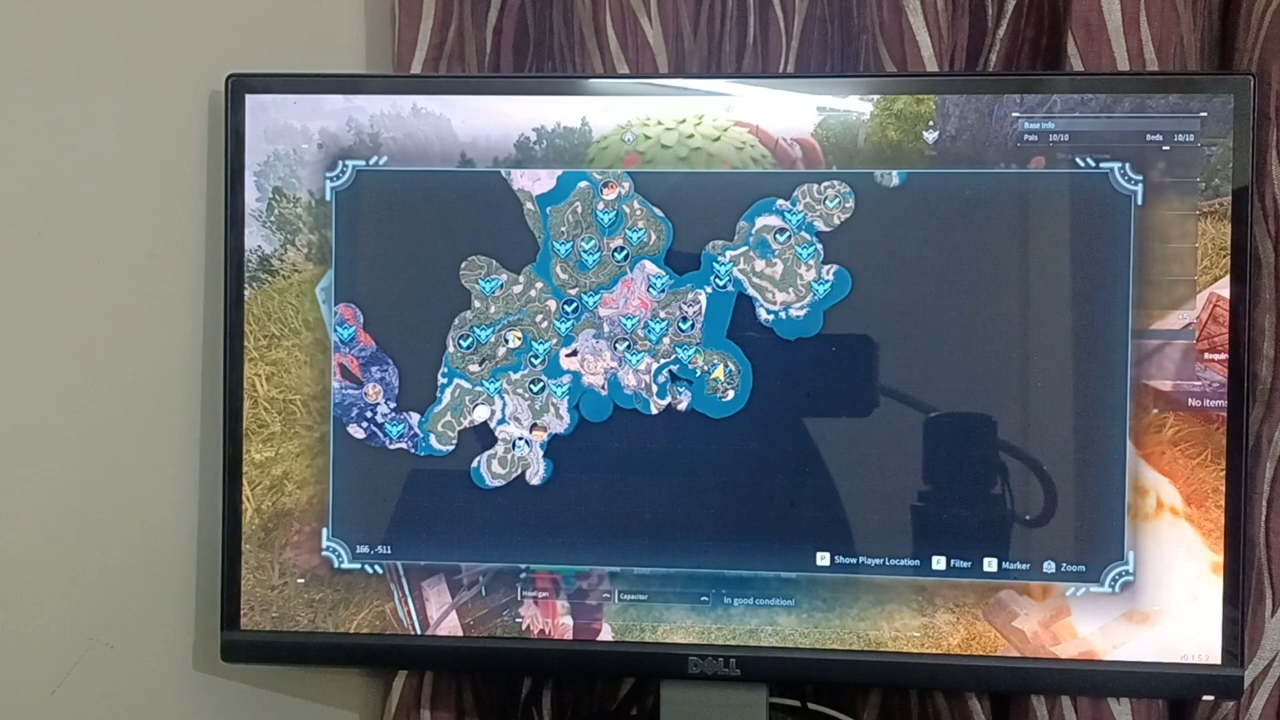 Base Info
Pals 10/10 Beds 10/10
No items
166 ,-511
P Show Player Location F Filter E Marker Zoom
Hooligan Capacitor In good condition!
DELL